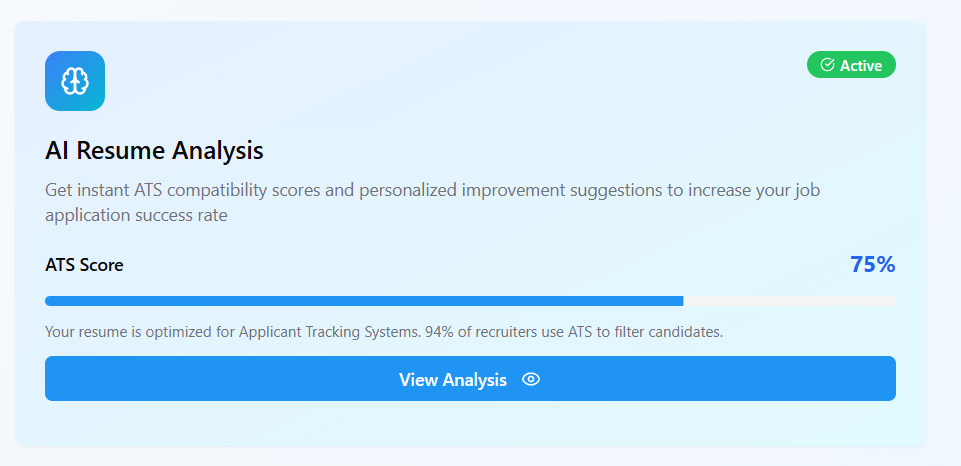 Active
AI Resume Analysis
Get instant ATS compatibility scores and personalized improvement suggestions to increase your job
application success rate
ATS Score
75%
Your resume is optimized for Applicant Tracking Systems. 94% of recruiters use ATS to filter candidates.
View Analysis